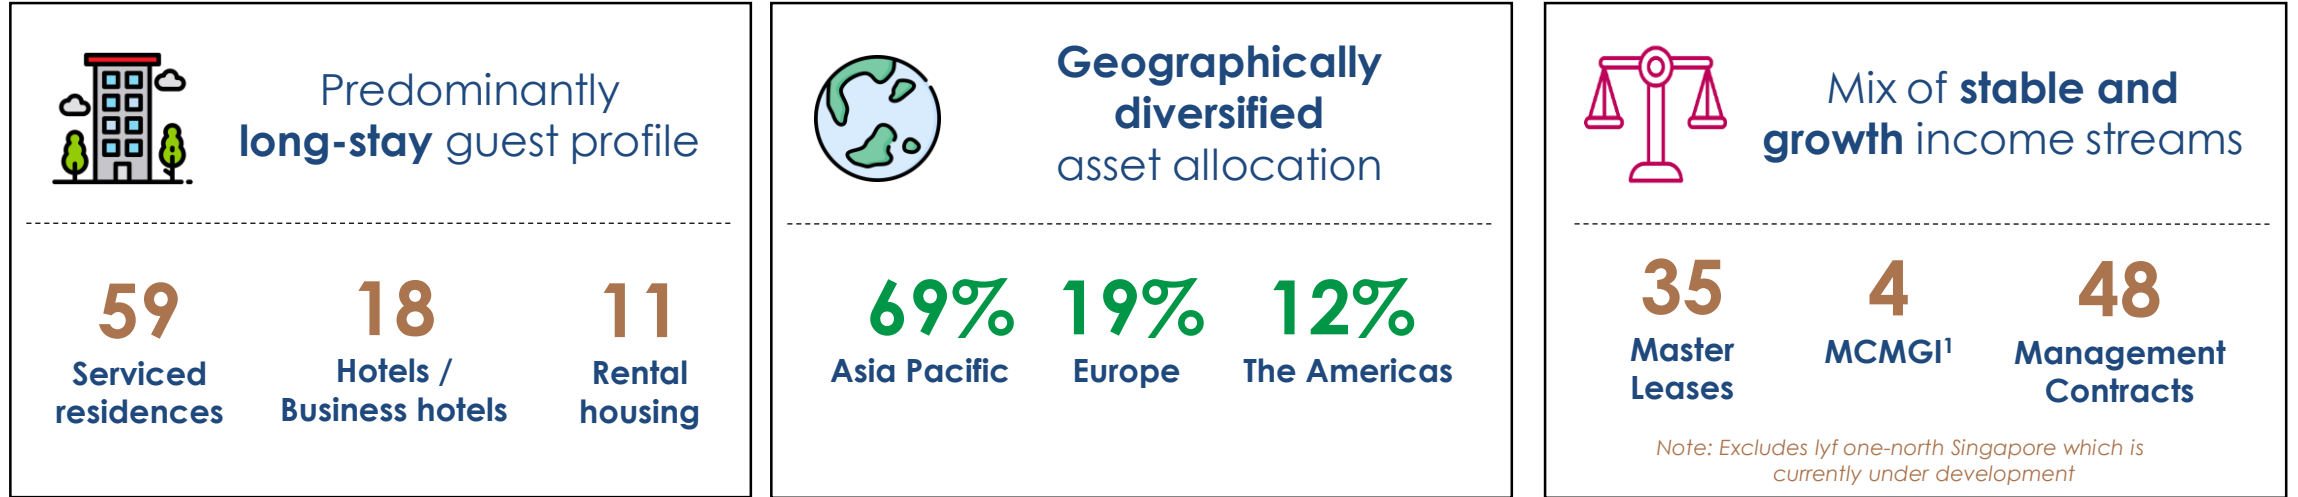 Predominantly
long-stay guest profile
59
Serviced
residences
18
Hotels /
Business hotels
11
Rental
housing
Geographically
diversified
asset allocation
69%
Asia Pacific
19%
Europe
12%
The Americas
Mix of stable and
growth income streams
35
Master
Leases
4
MCMGI¹
48
Management
Contracts
Note: Excludes lyf one-north Singapore which is
currently under development